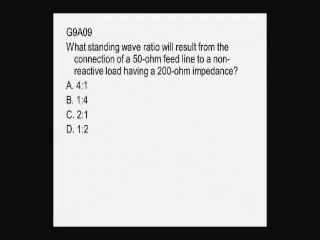 G9A09
What standing wave ratio will result from the
connection of a 50-ohm feed line to a non-
reactive load having a 200-ohm impedance?
A. 4:1
B. 1:4
C. 2:1
D. 1:2